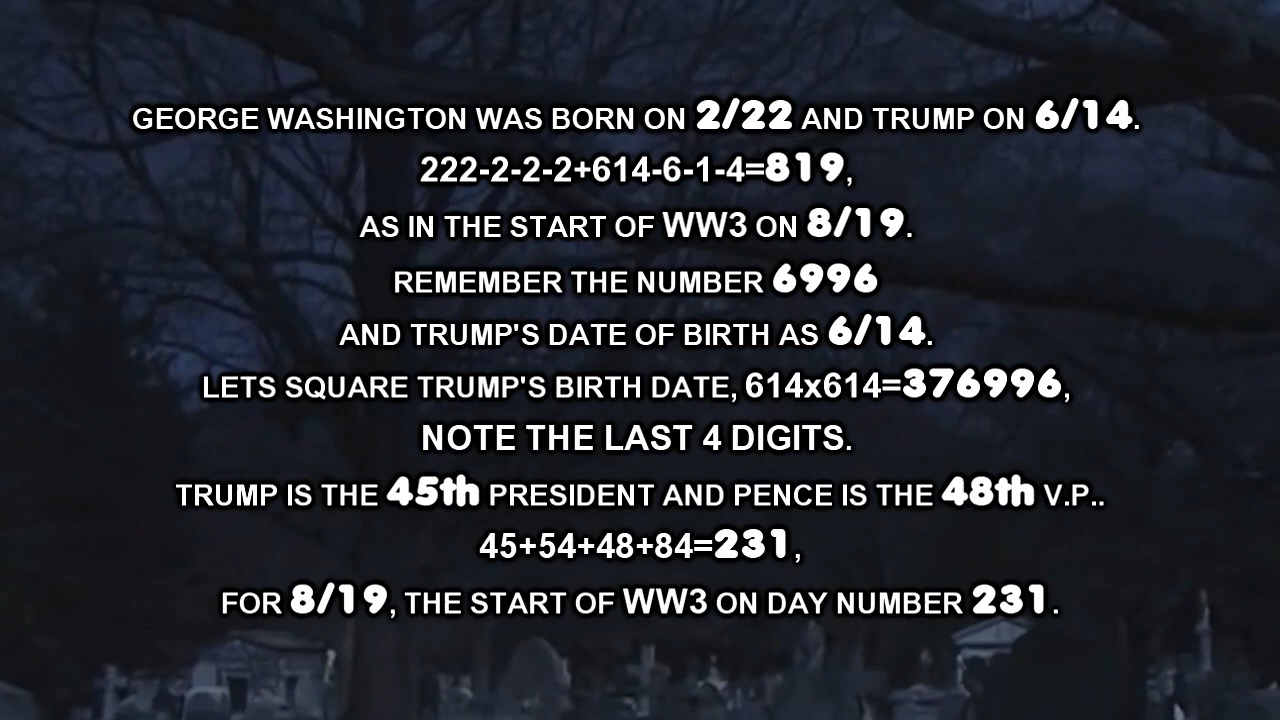 GEORGE WASHINGTON WAS BORN ON 2/22 AND TRUMP ON 6/14.
222-2-2-2+614-6-1-4=819,
AS IN THE START OF WW3 ON 8/19.
REMEMBER THE NUMBER 6996
AND TRUMP'S DATE OF BIRTH AS 6/14.
LETS SQUARE TRUMP'S BIRTH DATE, 614x614=376996,
NOTE THE LAST 4 DIGITS.
TRUMP IS THE 45th PRESIDENT AND PENCE IS THE 48th V.P..
45+54+48+84=231,
FOR 8/19, THE START OF WW3 ON DAY NUMBER 231.